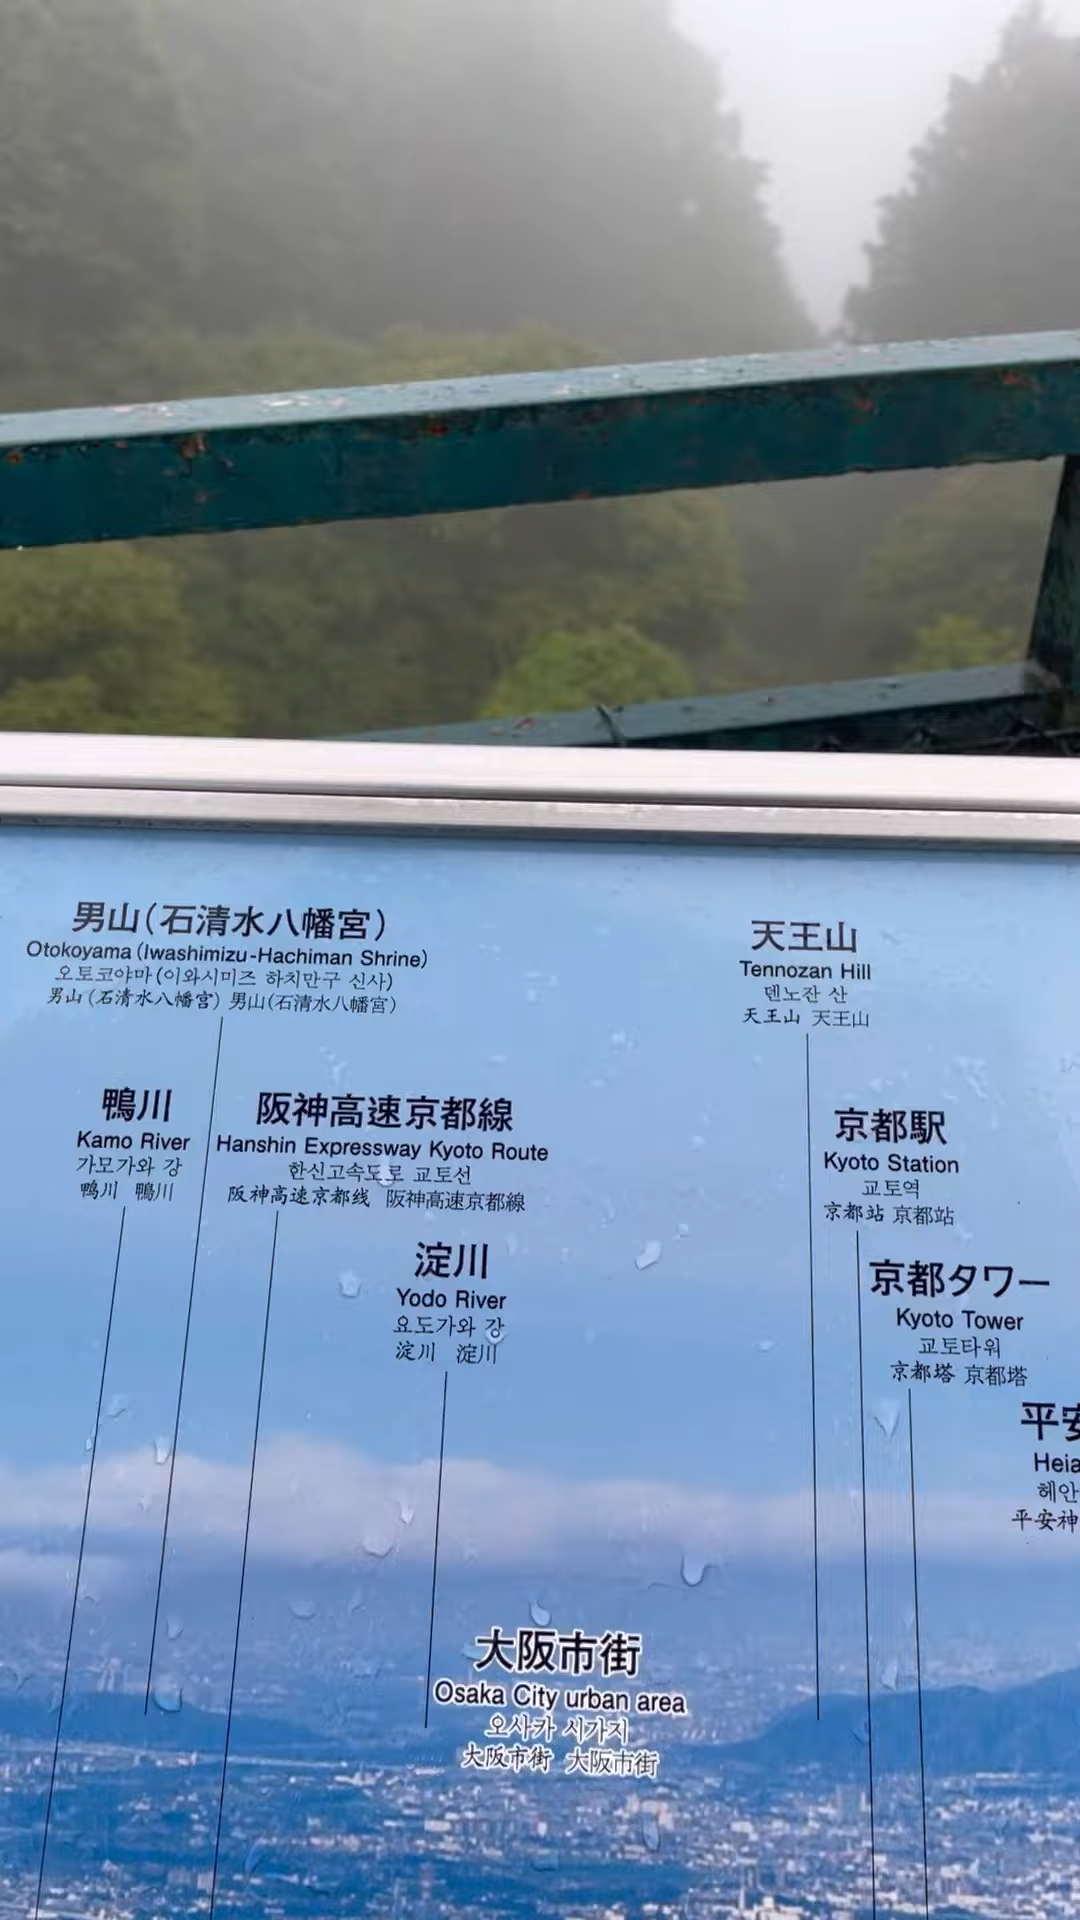 男山（石清水八幡宮）
Otokoyama (Iwashimizu-Hachiman Shrine)
오토코야마(이와시미즈 하치만구 신사)
男山（石清水八幡宫） 男山(石清水八幡宮)
天王山
Tennozan Hill
덴노잔 산
天王山 天王山
鴨川
Kamo River
가모가와 강
鸭川 鴨川
阪神高速京都線
Hanshin Expressway Kyoto Route
한신고속도로 교토선
阪神高速京都线 阪神高速京都線
京都駅
Kyoto Station
교토역
京都站 京都站
淀川
Yodo River
요도가와 강
淀川 淀川
京都タワー
Kyoto Tower
교토타워
京都塔 京都塔
平安
Heia
헤안
平安神
大阪市街
Osaka City urban area
오사카 시가지
大阪市街 大阪市街